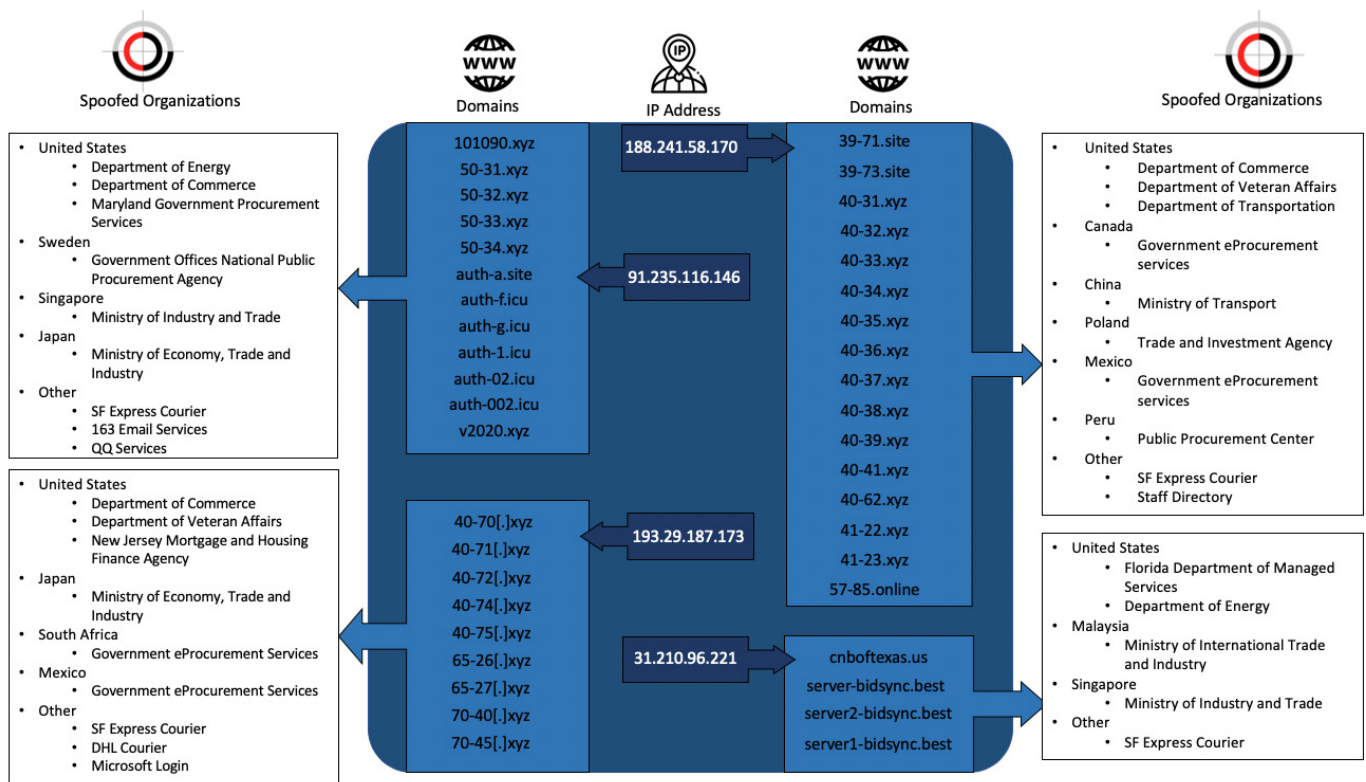 Spoofed Organizations
WWW
Domains
IP
IP Address
WWW
Domains
Spoofed Organizations
• United States
• Department of Energy
• Department of Commerce
• Maryland Government Procurement
Services
• Sweden
• Government Offices National Public
Procurement Agency
• Singapore
• Ministry of Industry and Trade
• Japan
• Ministry of Economy, Trade and
Industry
• Other
• SF Express Courier
• 163 Email Services
• QQ Services
101090.xyz
50-31.xyz
50-32.xyz
50-33.xyz
50-34.xyz
auth-a.site
auth-f.icu
auth-g.icu
auth-1.icu
auth-02.icu
auth-002.icu
v2020.xyz
188.241.58.170
91.235.116.146
39-71.site
39-73.site
40-31.xyz
40-32.xyz
40-33.xyz
40-34.xyz
40-35.xyz
40-36.xyz
40-37.xyz
40-38.xyz
40-39.xyz
40-41.xyz
40-62.xyz
41-22.xyz
41-23.xyz
57-85.online
• United States
• Department of Commerce
• Department of Veteran Affairs
• Department of Transportation
• Canada
• Government eProcurement
services
• China
• Ministry of Transport
• Poland
• Trade and Investment Agency
• Mexico
• Government eProcurement
services
• Peru
• Public Procurement Center
• Other
• SF Express Courier
• Staff Directory
• United States
• Department of Commerce
• Department of Veteran Affairs
• New Jersey Mortgage and Housing
Finance Agency
• Japan
• Ministry of Economy, Trade and
Industry
• South Africa
• Government eProcurement Services
• Mexico
• Government eProcurement Services
• Other
• SF Express Courier
• DHL Courier
• Microsoft Login
40-70[.]xyz
40-71[.]xyz
40-72[.]xyz
40-74[.]xyz
40-75[.]xyz
65-26[.]xyz
65-27[.]xyz
70-40[.]xyz
70-45[.]xyz
193.29.187.173
31.210.96.221
cnboftexas.us
server-bidsync.best
server2-bidsync.best
server1-bidsync.best
• United States
• Florida Department of Managed
Services
• Department of Energy
• Malaysia
• Ministry of International Trade
and Industry
• Singapore
• Ministry of Industry and Trade
• Other
• SF Express Courier